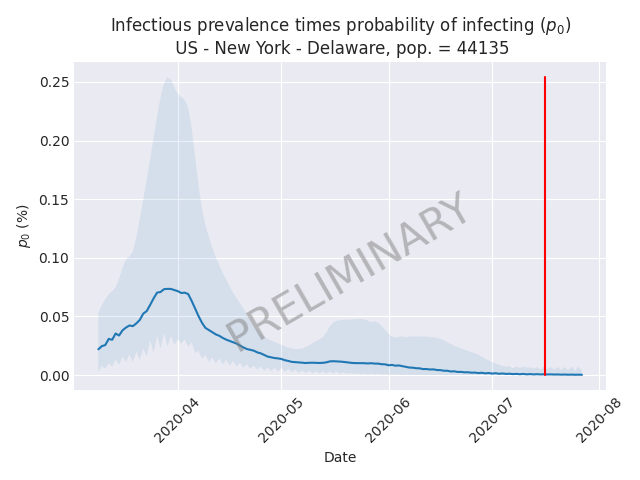 Infectious prevalence times probability of infecting (p₀)
US - New York - Delaware, pop. = 44135
0.25
0.20
0.15
0.10
0.05
0.00
p₀ (%)
PRELIMINARY
2020-04
2020-05
2020-06
2020-07
2020-08
Date